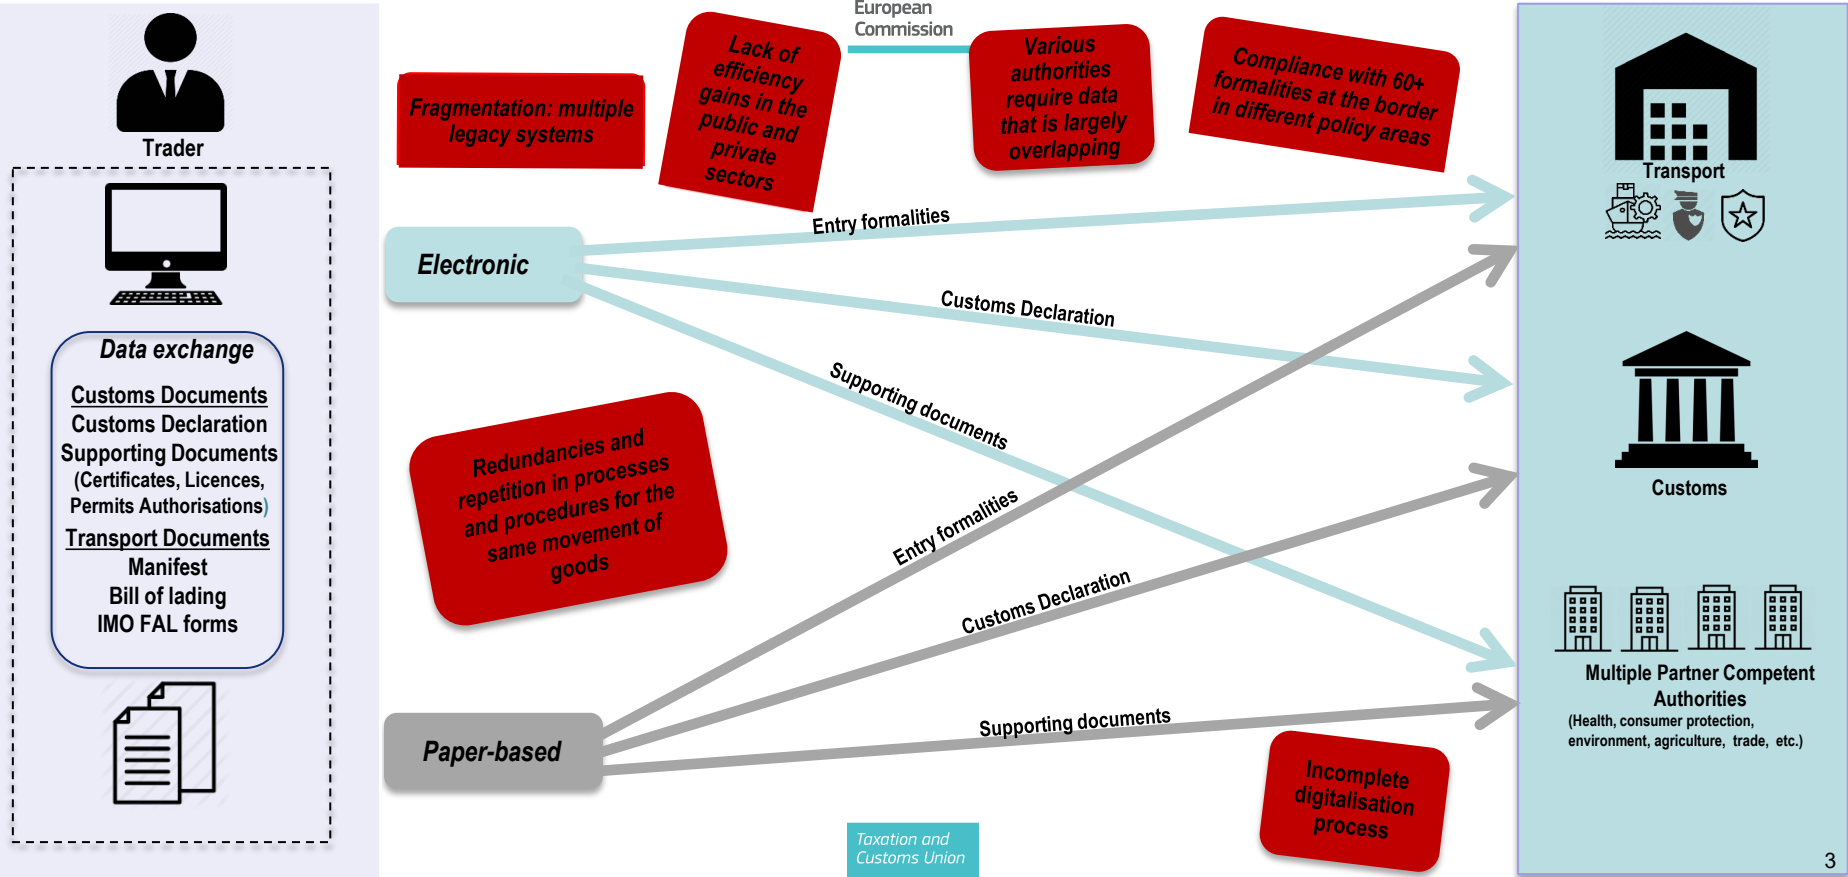 European
Commission
Trader
Data exchange
Customs Documents
Customs Declaration
Supporting Documents
(Certificates, Licences,
Permits Authorisations)
Transport Documents
Manifest
Bill of lading
IMO FAL forms
Fragmentation: multiple
legacy systems
Lack of
efficiency
gains in the
public and
private
sectors
Various
authorities
require data
that is largely
overlapping
Compliance with 60+
formalities at the border
in different policy areas
Electronic
Entry formalities
Customs Declaration
Supporting documents
Redundancies and
repetition in processes
and procedures for the
same movement of
goods
Paper-based
Entry formalities
Customs Declaration
Supporting documents
Incomplete
digitalisation
process
Transport
Customs
Multiple Partner Competent
Authorities
(Health, consumer protection,
environment, agriculture, trade, etc.)
Taxation and
Customs Union
3